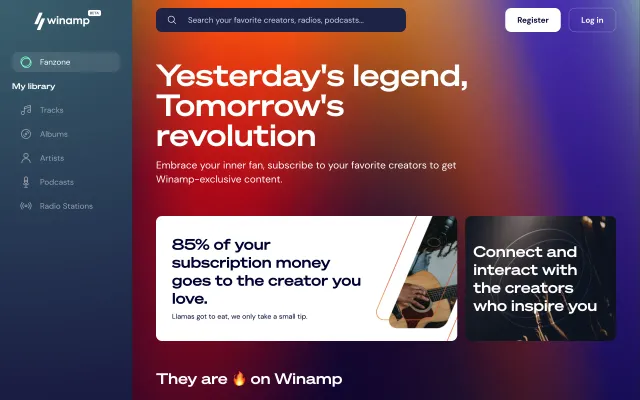 winamp BETA
Search your favorite creators, radios, podcasts...
Register
Log in
Fanzone
My library
Tracks
Albums
Artists
Podcasts
Radio Stations
Yesterday's legend,
Tomorrow's
revolution
Embrace your inner fan, subscribe to your favorite creators to get
Winamp-exclusive content.
85% of your
subscription money
goes to the creator you
love.
Llamas got to eat, we only take a small tip.
Connect and
interact with
the creators
who inspire you
They are 🔥 on Winamp